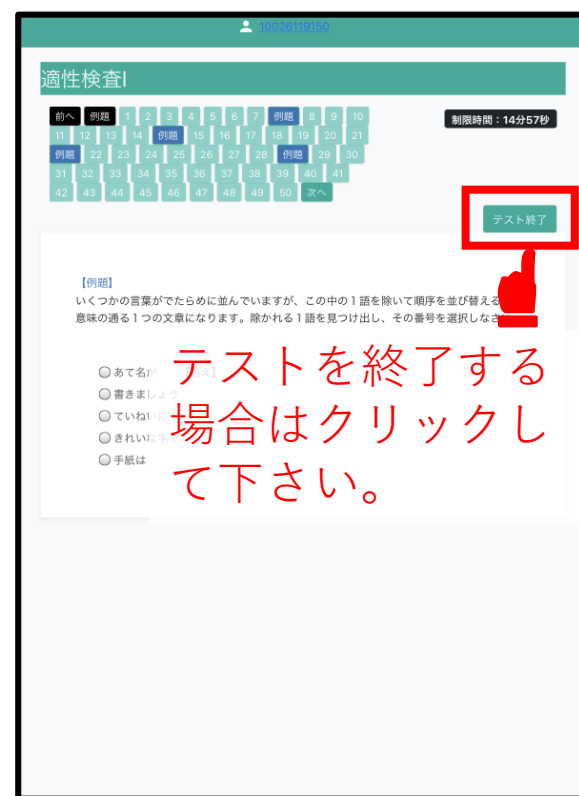 10026119150
適性検査I
前へ 例題 1 2 3 4 5 6 7 例題 8 9 10
制限時間：14分57秒
11 12 13 14 例題 15 16 17 18 19 20 21
例題 22 23 24 25 26 27 28 例題 29 30
31 32 33 34 35 36 37 38 39 40 41
42 43 44 45 46 47 48 49 50 次へ
テスト終了
【例題】
いくつかの言葉がでたらめに並んでいますが、この中の1語を除いて順序を並び替える
意味の通る1つの文章になります。除かれる1語を見つけ出し、その番号を選択しなさ
あて名が
書きましょう
ていねいに
きれいな字で
手紙は
テストを終了する
場合はクリックし
て下さい。